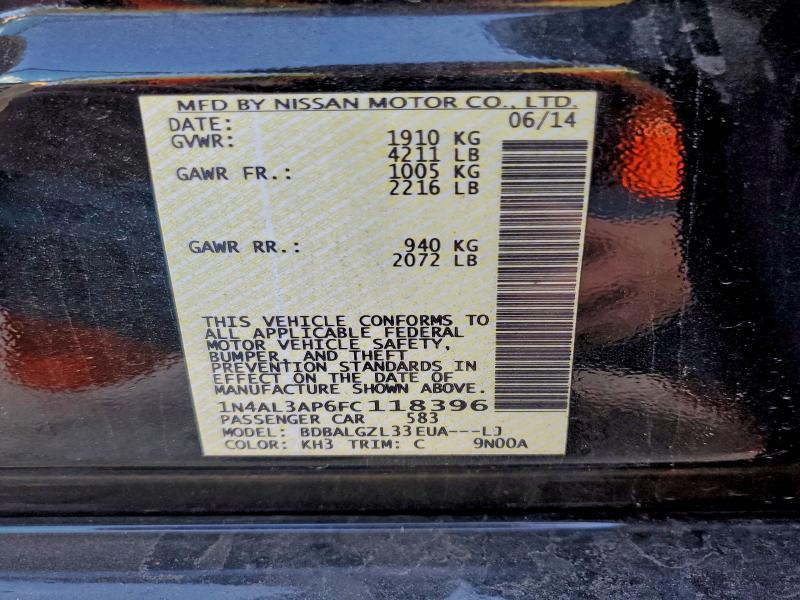 MFD BY NISSAN MOTOR CO., LTD.
DATE: 06/14
GVWR: 1910 KG
4211 LB
GAWR FR.: 1005 KG
2216 LB
GAWR RR.: 940 KG
2072 LB
THIS VEHICLE CONFORMS TO
ALL APPLICABLE FEDERAL
MOTOR VEHICLE SAFETY,
BUMPER, AND THEFT
PREVENTION STANDARDS IN
EFFECT ON THE DATE OF
MANUFACTURE SHOWN ABOVE.
1N4AL3AP6FC118396
PASSENGER CAR 583
MODEL: BDBALGZL33EUA---LJ
COLOR: KH3 TRIM: C 9N00A